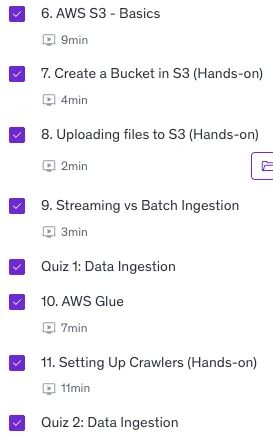 6. AWS S3 - Basics
9min
7. Create a Bucket in S3 (Hands-on)
4min
8. Uploading files to S3 (Hands-on)
2min
9. Streaming vs Batch Ingestion
3min
Quiz 1: Data Ingestion
10. AWS Glue
7min
11. Setting Up Crawlers (Hands-on)
11min
Quiz 2: Data Ingestion